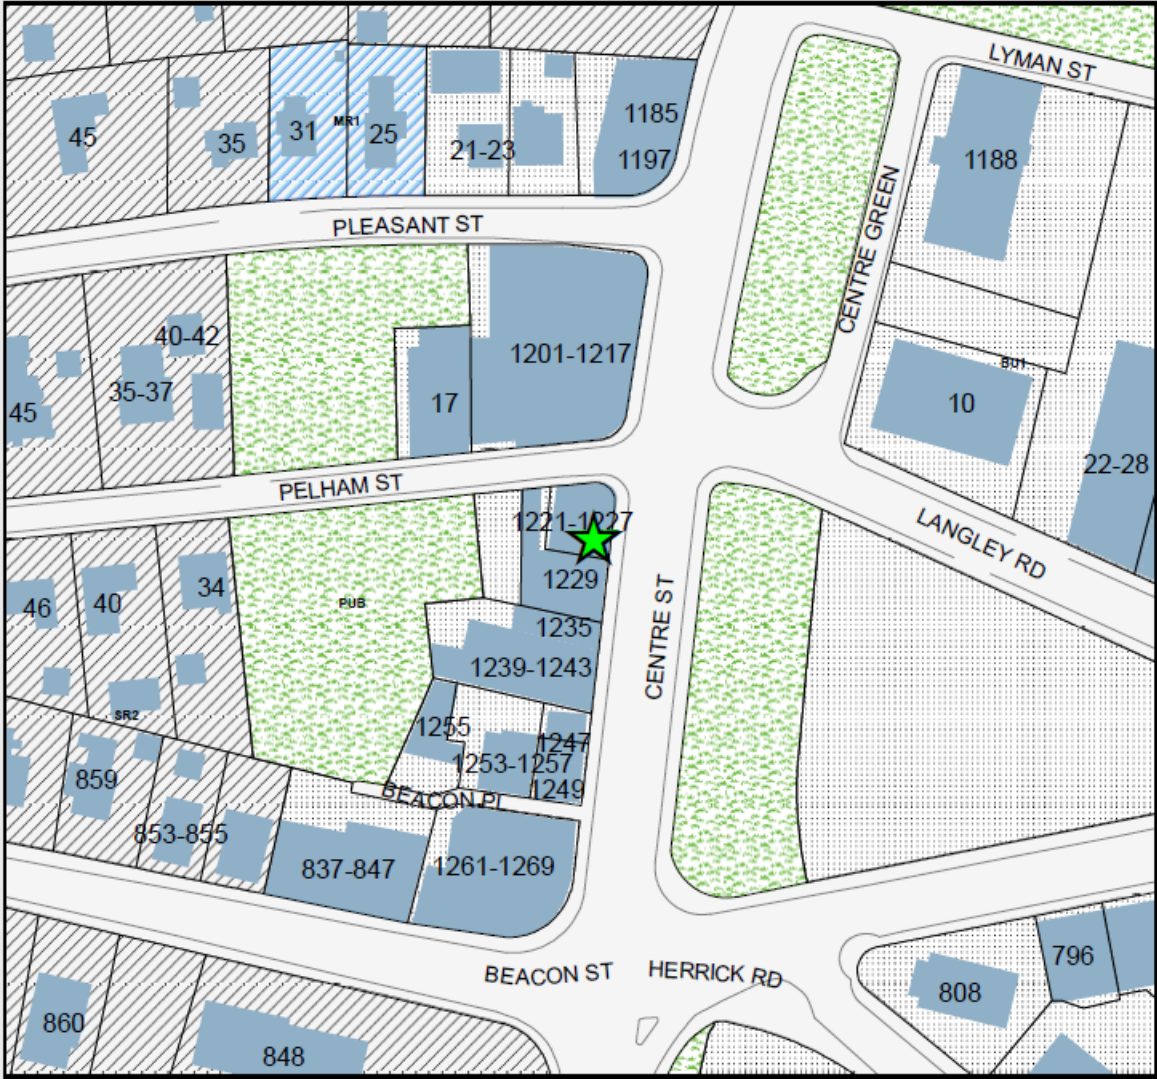 LYMAN ST
45
35
31
MR1
25
21-23
1185
1197
1188
PLEASANT ST
CENTRE GREEN
40-42
35-37
45
17
1201-1217
BU1
10
22-28
PELHAM ST
1221-1227
LANGLEY RD
1229
46
40
34
PUB
1235
1239-1243
CENTRE ST
SR2
1255
1247
1253-1257
1249
859
BEACON PL
853-855
837-847
1261-1269
BEACON ST
HERRICK RD
796
808
860
848